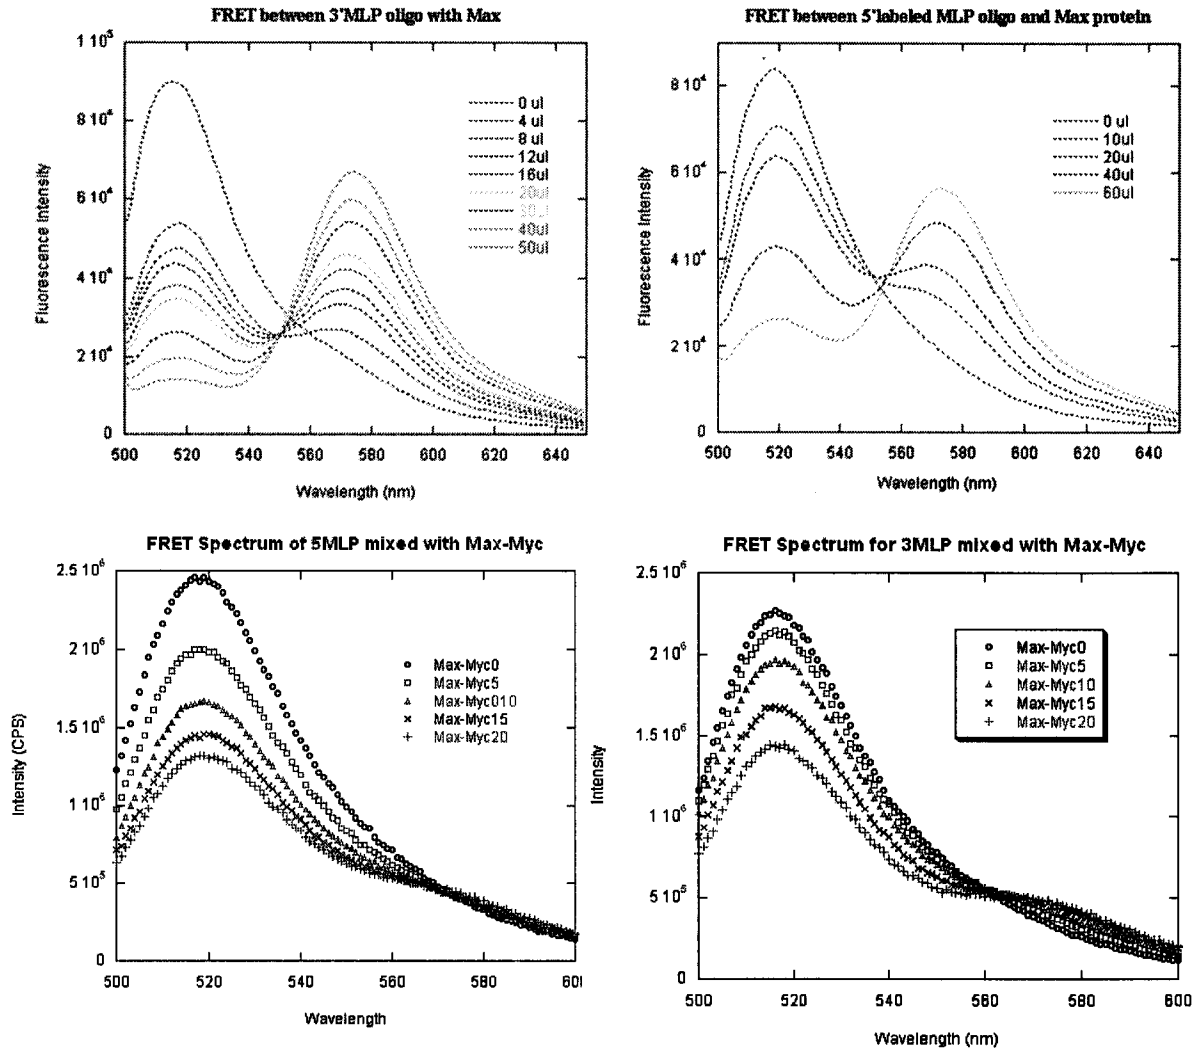 FRET between 3'MLP oligo with Max
1 10⁵
8 10⁴
6 10⁴
4 10⁴
2 10⁴
0
Fluorescence Intensity
0 ul
4 ul
8 ul
12ul
16ul
20ul
40ul
50ul
500 520 540 560 580 600 620 640
Wavelength (nm)
FRET between 5'labeled MLP oligo and Max protein
8 10⁴
6 10⁴
4 10⁴
2 10⁴
0
Fluorescence Intensity
0 ul
10ul
20ul
40ul
60ul
500 520 540 560 580 600 620 640
Wavelength (nm)
FRET Spectrum of 5MLP mixed with Max-Myc
2.5 10⁶
2 10⁶
1.5 10⁶
1 10⁶
5 10⁵
0
Intensity (CPS)
Max-Myc0
Max-Myc5
Max-Myc010
Max-Myc15
Max-Myc20
500 520 540 560 580 60
Wavelength
FRET Spectrum for 3MLP mixed with Max-Myc
2.5 10⁶
2 10⁶
1.5 10⁶
1 10⁶
5 10⁵
0
Intensity
Max-Myc0
Max-Myc5
Max-Myc10
Max-Myc15
Max-Myc20
500 520 540 560 580 600
Wavelength (nm)